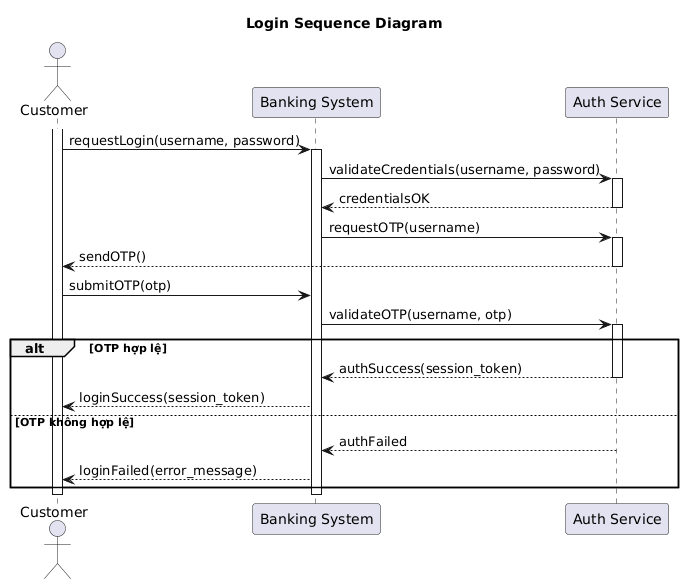 Login Sequence Diagram
Customer
Banking System
Auth Service
requestLogin(username, password)
validateCredentials(username, password)
credentialsOK
requestOTP(username)
sendOTP()
submitOTP(otp)
validateOTP(username, otp)
alt [OTP hợp lệ]
authSuccess(session_token)
loginSuccess(session_token)
[OTP không hợp lệ]
authFailed
loginFailed(error_message)
Customer
Banking System
Auth Service